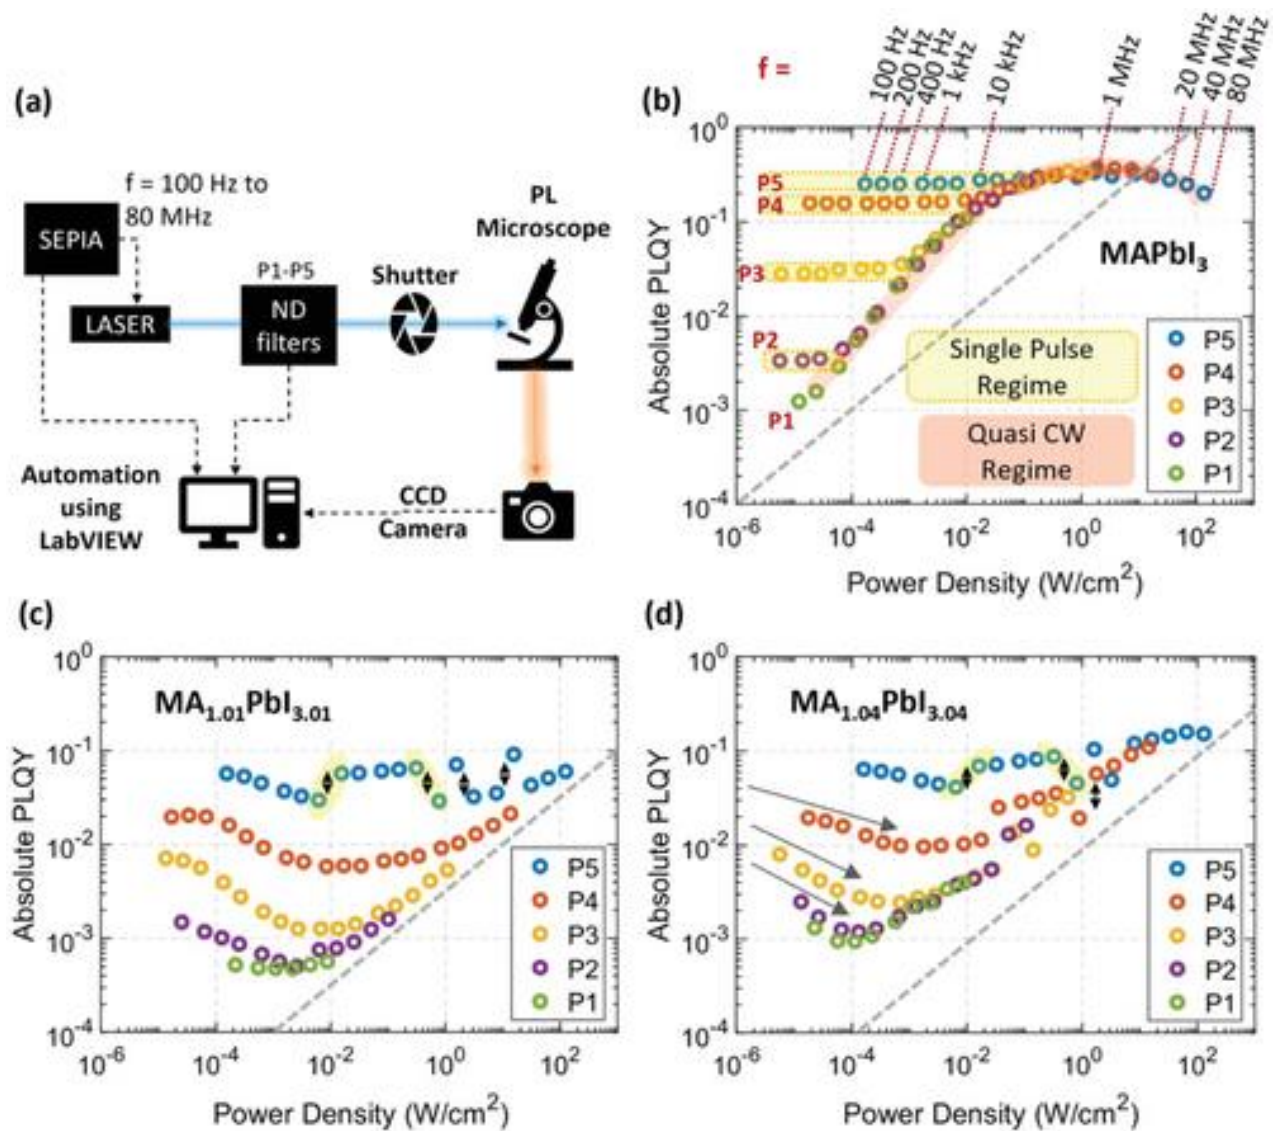 (a)
f = 100 Hz to
80 MHz
SEPIA
LASER
P1-P5
ND
filters
Shutter
PL
Microscope
Automation
using
LabVIEW
CCD
Camera
(b)
f =
100 Hz
200 Hz
400 Hz
1 kHz
10 kHz
1 MHz
20 MHz
40 MHz
80 MHz
10^0
10^-1
10^-2
10^-3
10^-4
Absolute PLQY
P5
P4
P3
P2
P1
MAPbI3
Single Pulse
Regime
Quasi CW
Regime
P5
P4
P3
P2
P1
10^-6
10^-4
10^-2
10^0
10^2
Power Density (W/cm^2)
(c)
10^0
10^-1
10^-2
10^-3
10^-4
Absolute PLQY
MA1.01PbI3.01
P5
P4
P3
P2
P1
10^-6
10^-4
10^-2
10^0
10^2
Power Density (W/cm^2)
(d)
10^0
10^-1
10^-2
10^-3
10^-4
Absolute PLQY
MA1.04PbI3.04
P5
P4
P3
P2
P1
10^-6
10^-4
10^-2
10^0
10^2
Power Density (W/cm^2)